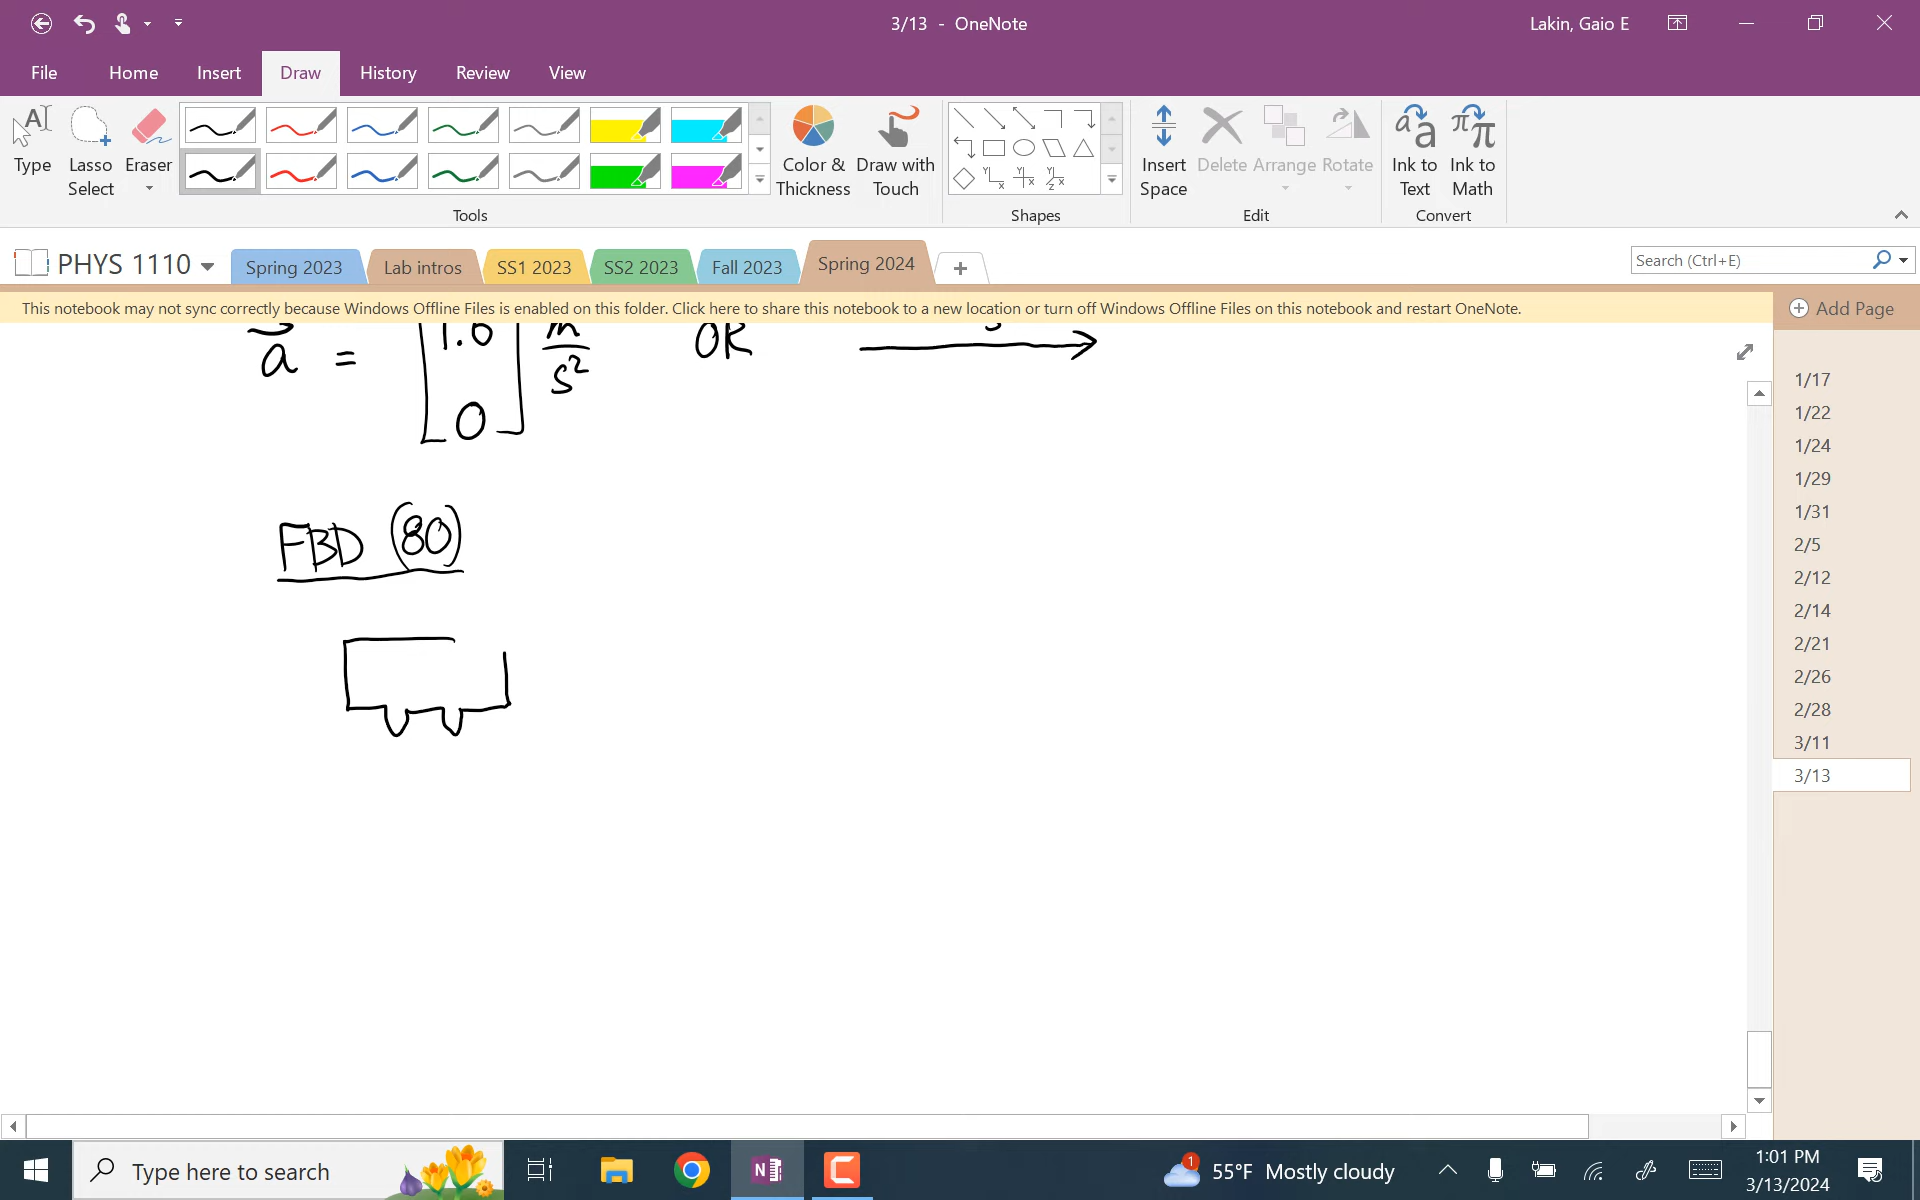 3/13 - OneNote
Lakin, Gaio E
File Home Insert Draw History Review View
Type
Lasso Select
Eraser
Color & Thickness
Draw with Touch
Insert Space
Delete
Arrange
Rotate
Ink to Text
Ink to Math
Tools
Shapes
Edit
Convert
PHYS 1110
Spring 2023
Lab intros
SS1 2023
SS2 2023
Fall 2023
Spring 2024
Search (Ctrl+E)
This notebook may not sync correctly because Windows Offline Files is enabled on this folder. Click here to share this notebook to a new location or turn off Windows Offline Files on this notebook and restart OneNote.
Add Page
1/17
1/22
1/24
1/29
1/31
2/5
2/12
2/14
2/21
2/26
2/28
3/11
3/13
a = [1.6 0] m/s² OR
FBD (80)
Type here to search
1
55°F Mostly cloudy
1:01 PM
3/13/2024